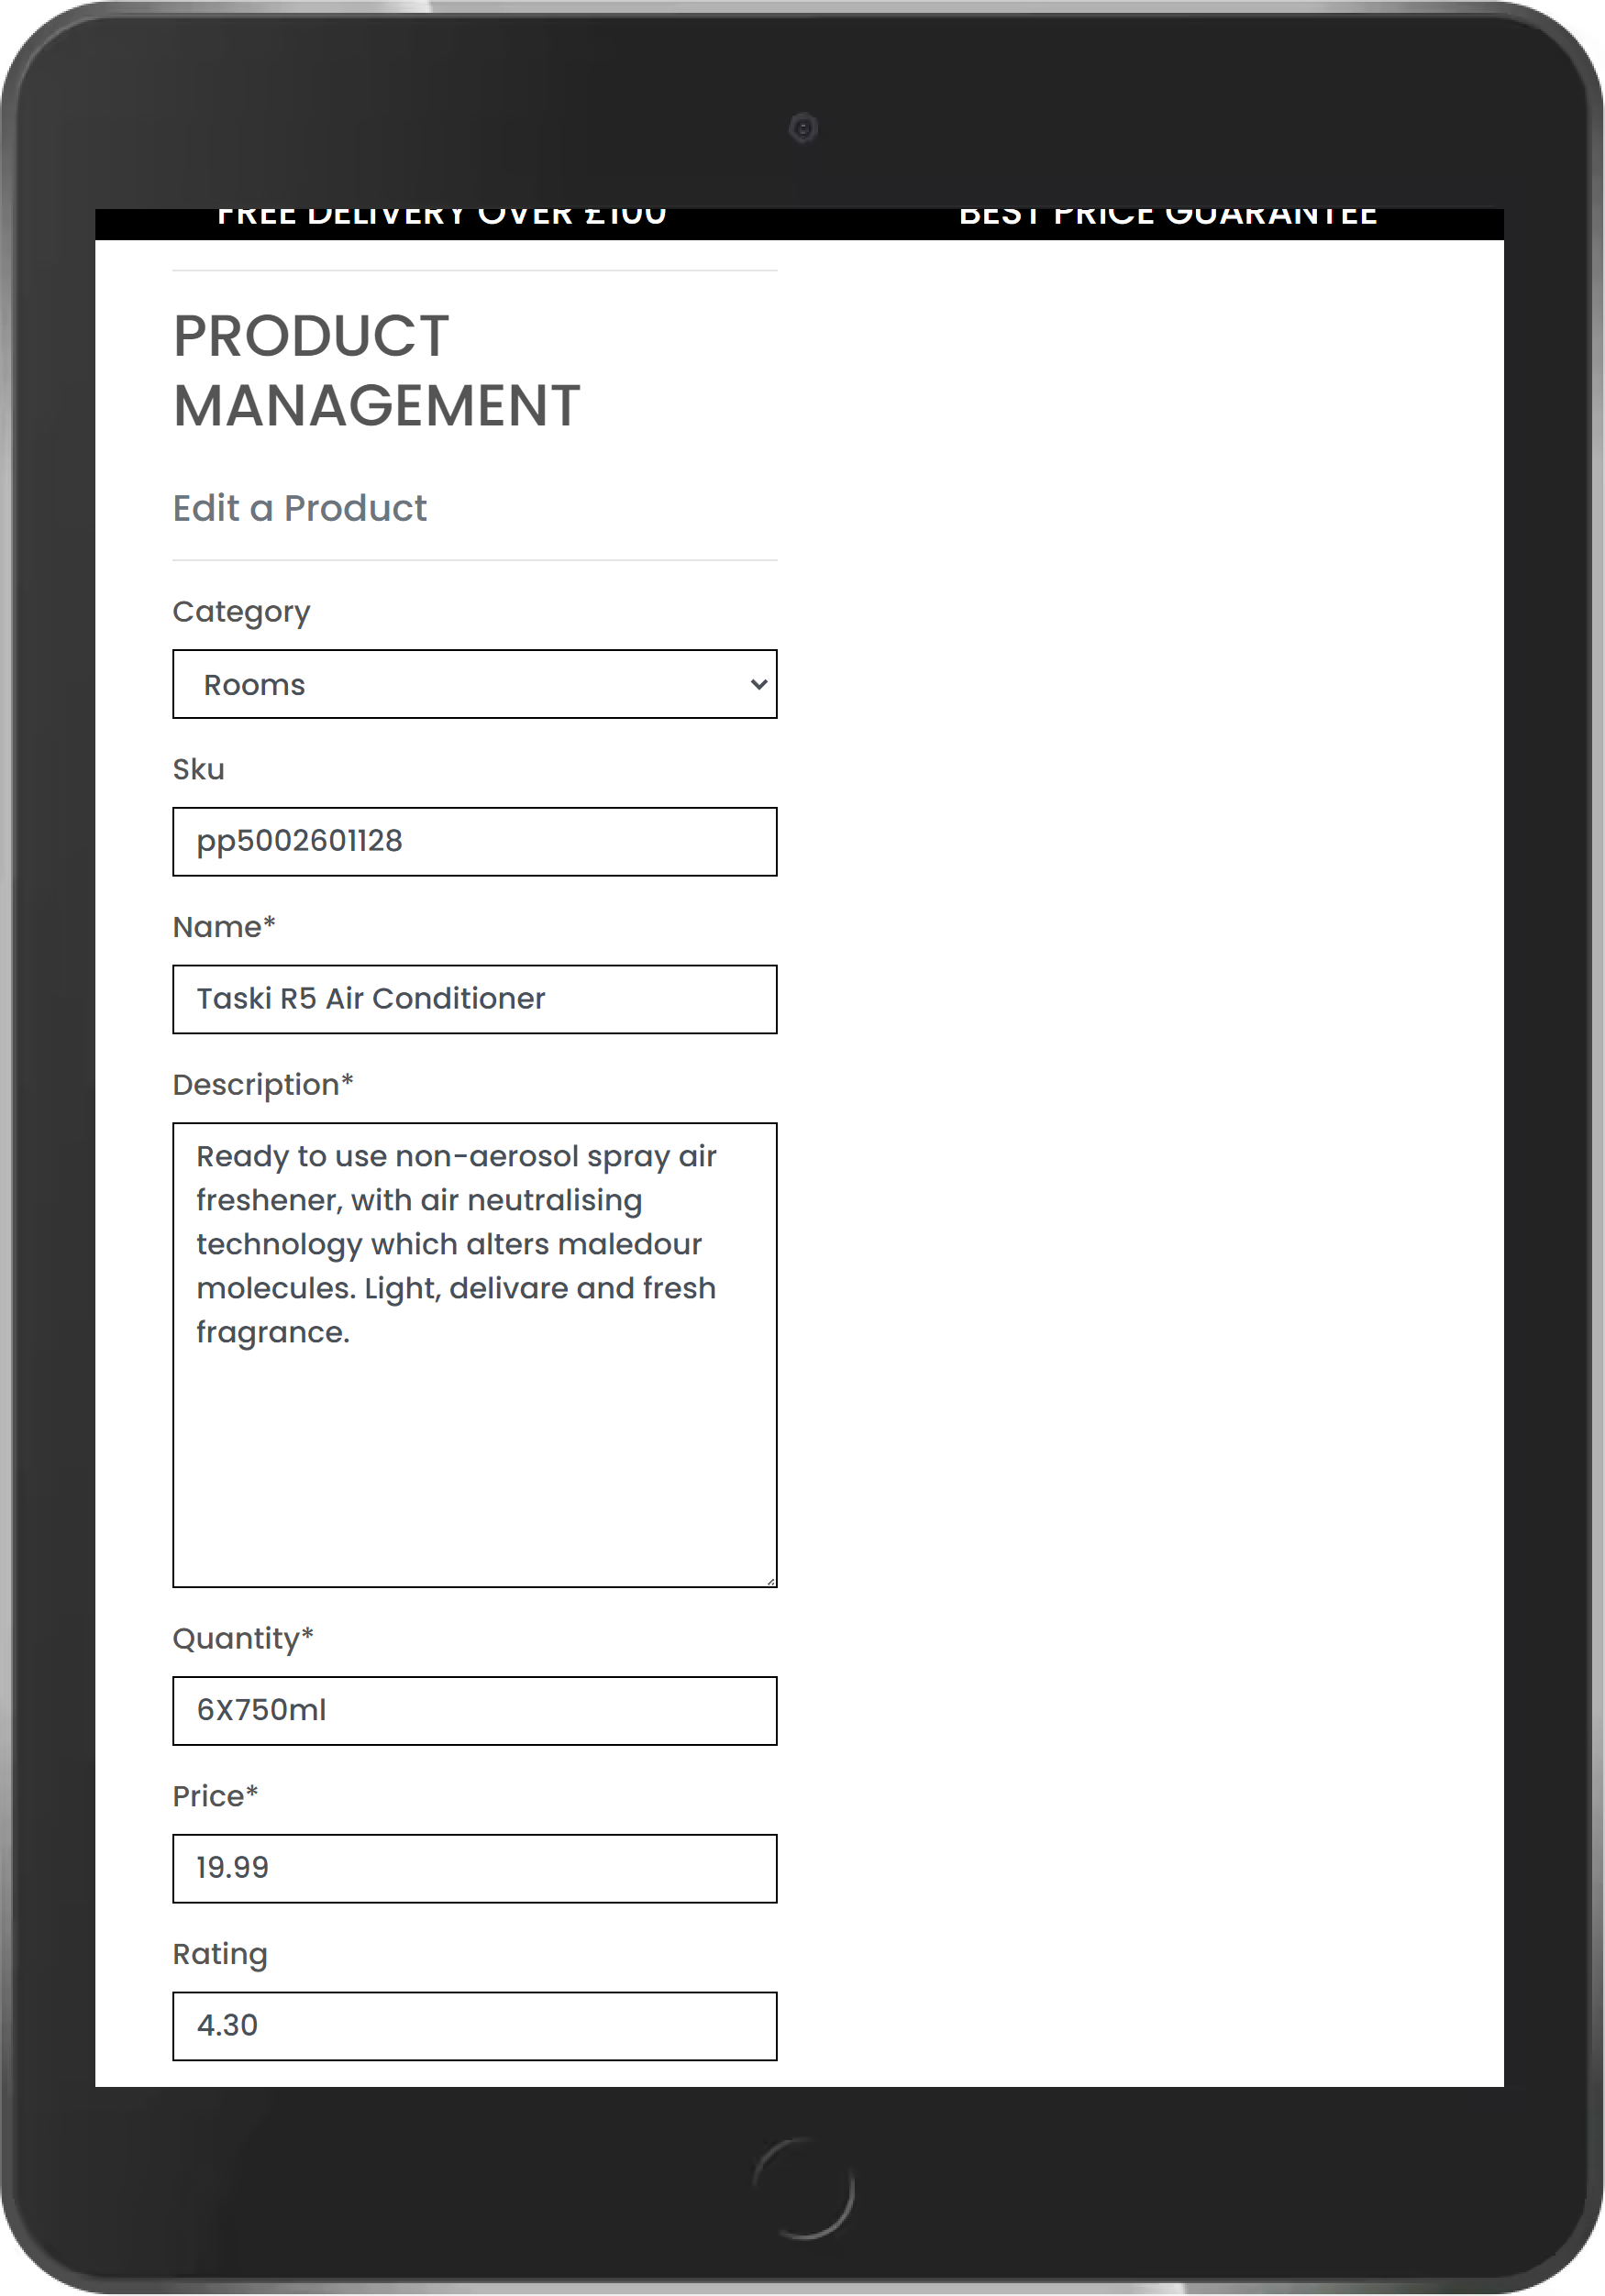 FREE DELIVERY OVER £100
BEST PRICE GUARANTEE
PRODUCT
MANAGEMENT
Edit a Product
Category
Rooms
Sku
pp5002601128
Name*
Taski R5 Air Conditioner
Description*
Ready to use non-aerosol spray air
freshener, with air neutralising
technology which alters maledour
molecules. Light, delivare and fresh
fragrance.
Quantity*
6X750ml
Price*
19.99
Rating
4.30